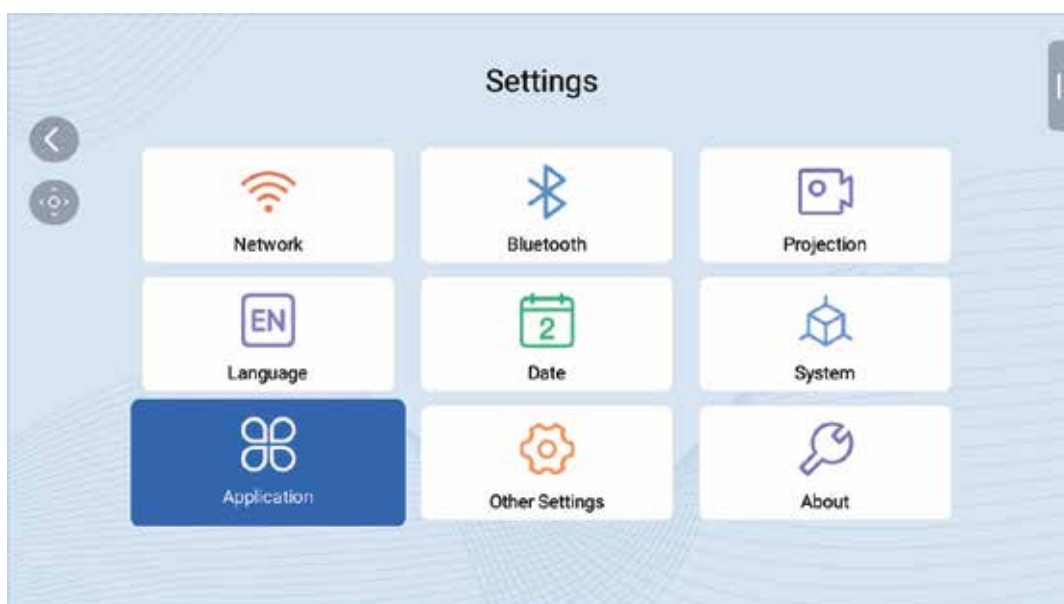 Settings
Network
Bluetooth
Projection
EN
Language
2
Date
System
Application
Other Settings
About